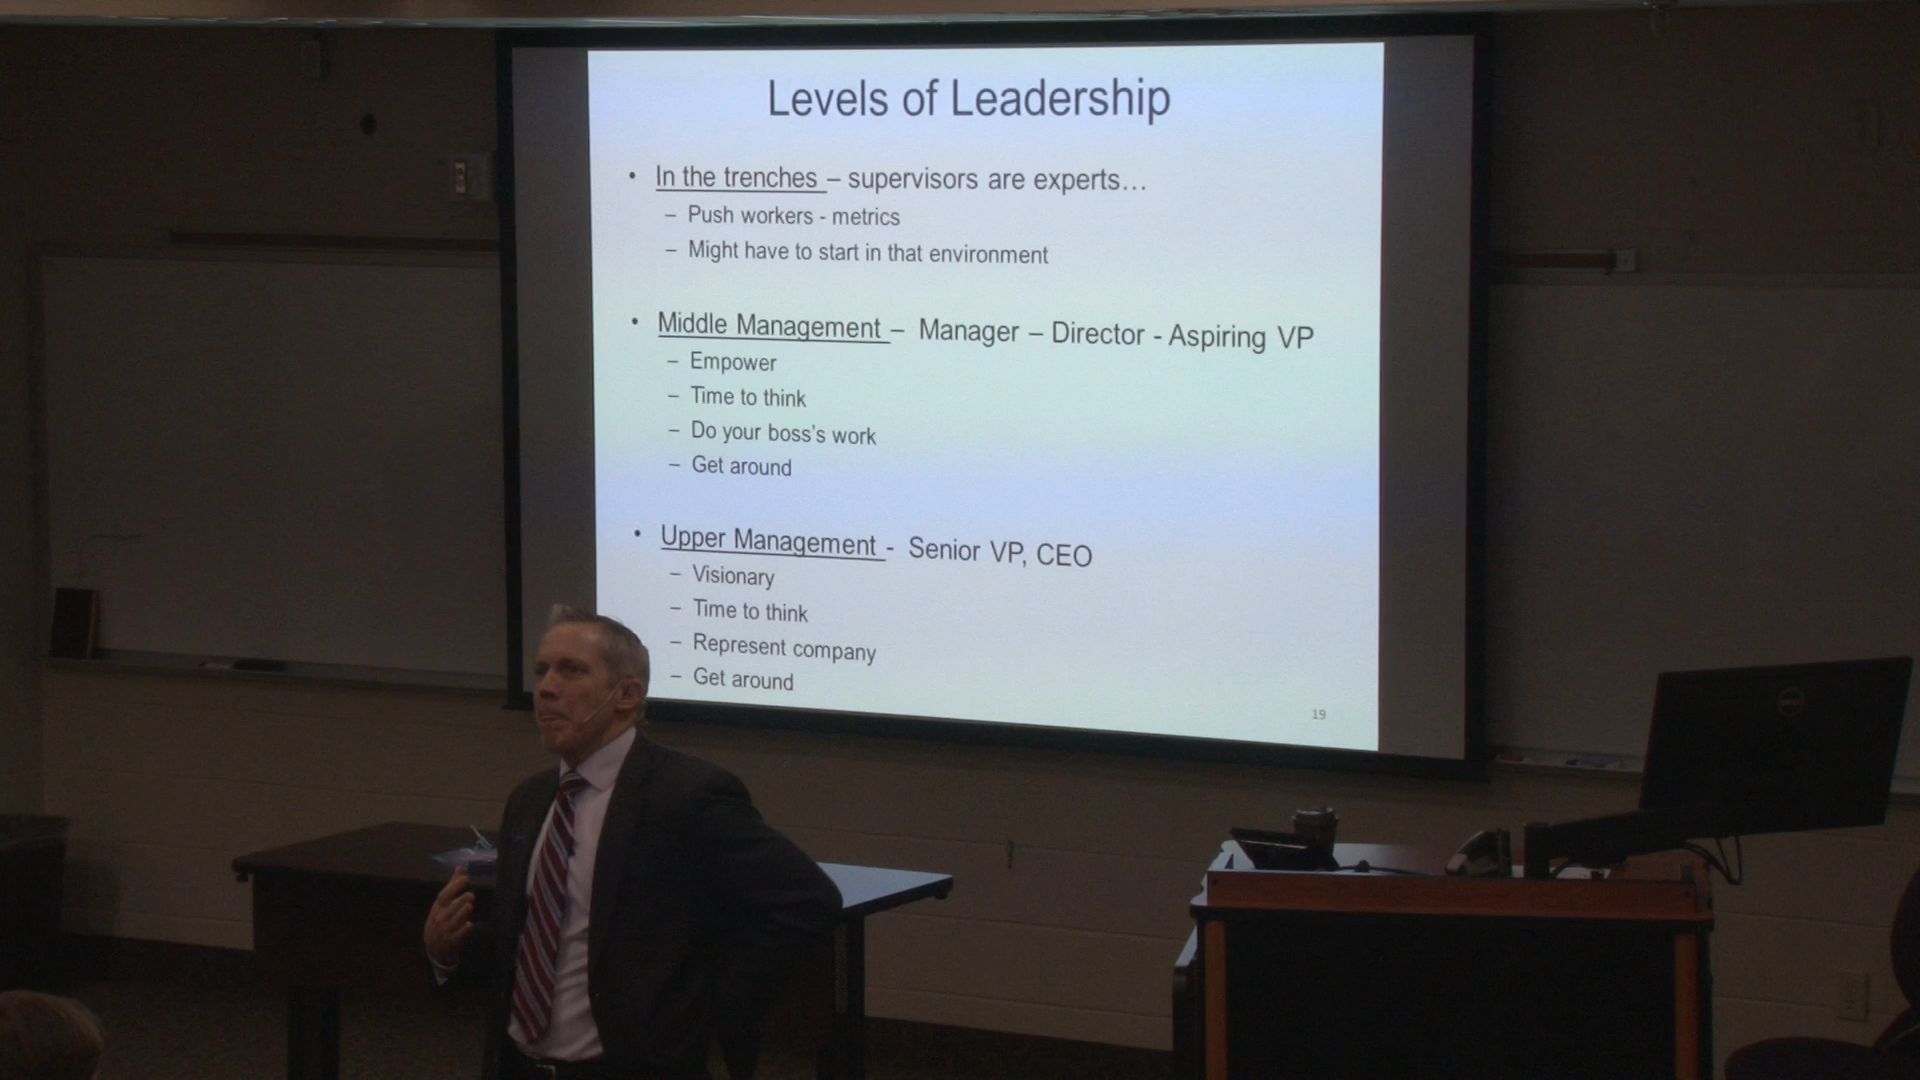 Levels of Leadership
• In the trenches – supervisors are experts…
– Push workers - metrics
– Might have to start in that environment
• Middle Management – Manager – Director - Aspiring VP
– Empower
– Time to think
– Do your boss's work
– Get around
• Upper Management - Senior VP, CEO
– Visionary
– Time to think
– Represent company
– Get around
19